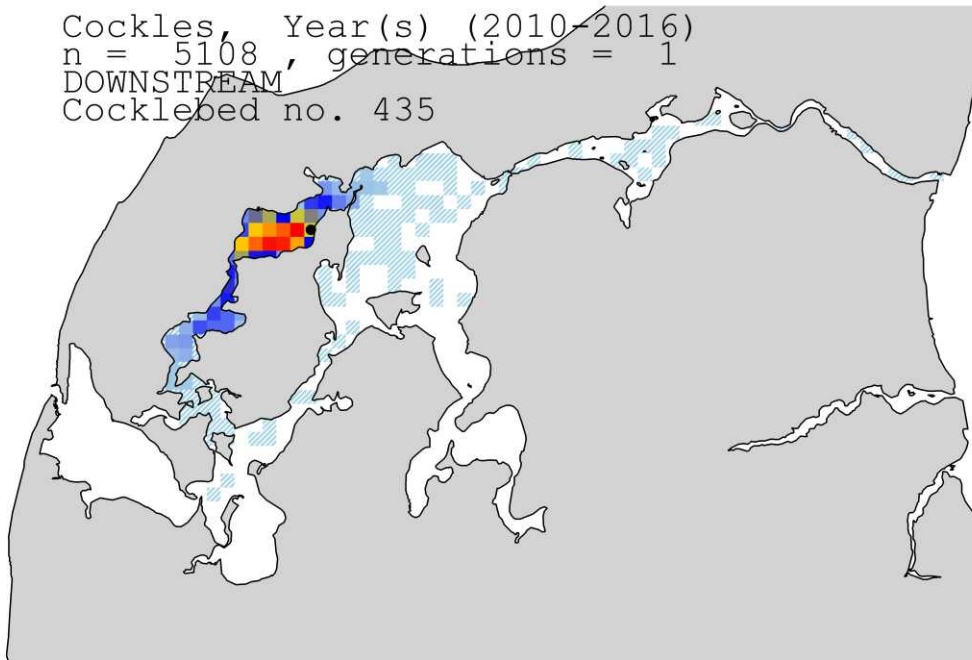 Cockles, Year(s) (2010-2016)
n = 5108 , generations = 1
DOWNSTREAM
Cocklebed no. 435